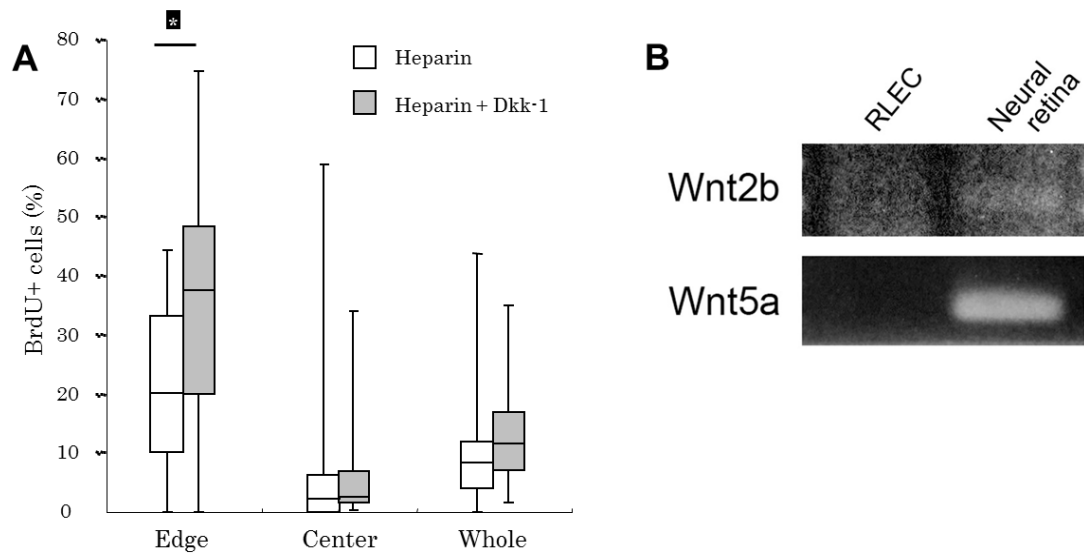 A
*
80
70
60
50
40
30
20
10
0
BrdU+ cells (%)
Heparin
Heparin + Dkk-1
Edge
Center
Whole
B
RLEC
Neural
retina
Wnt2b
Wnt5a